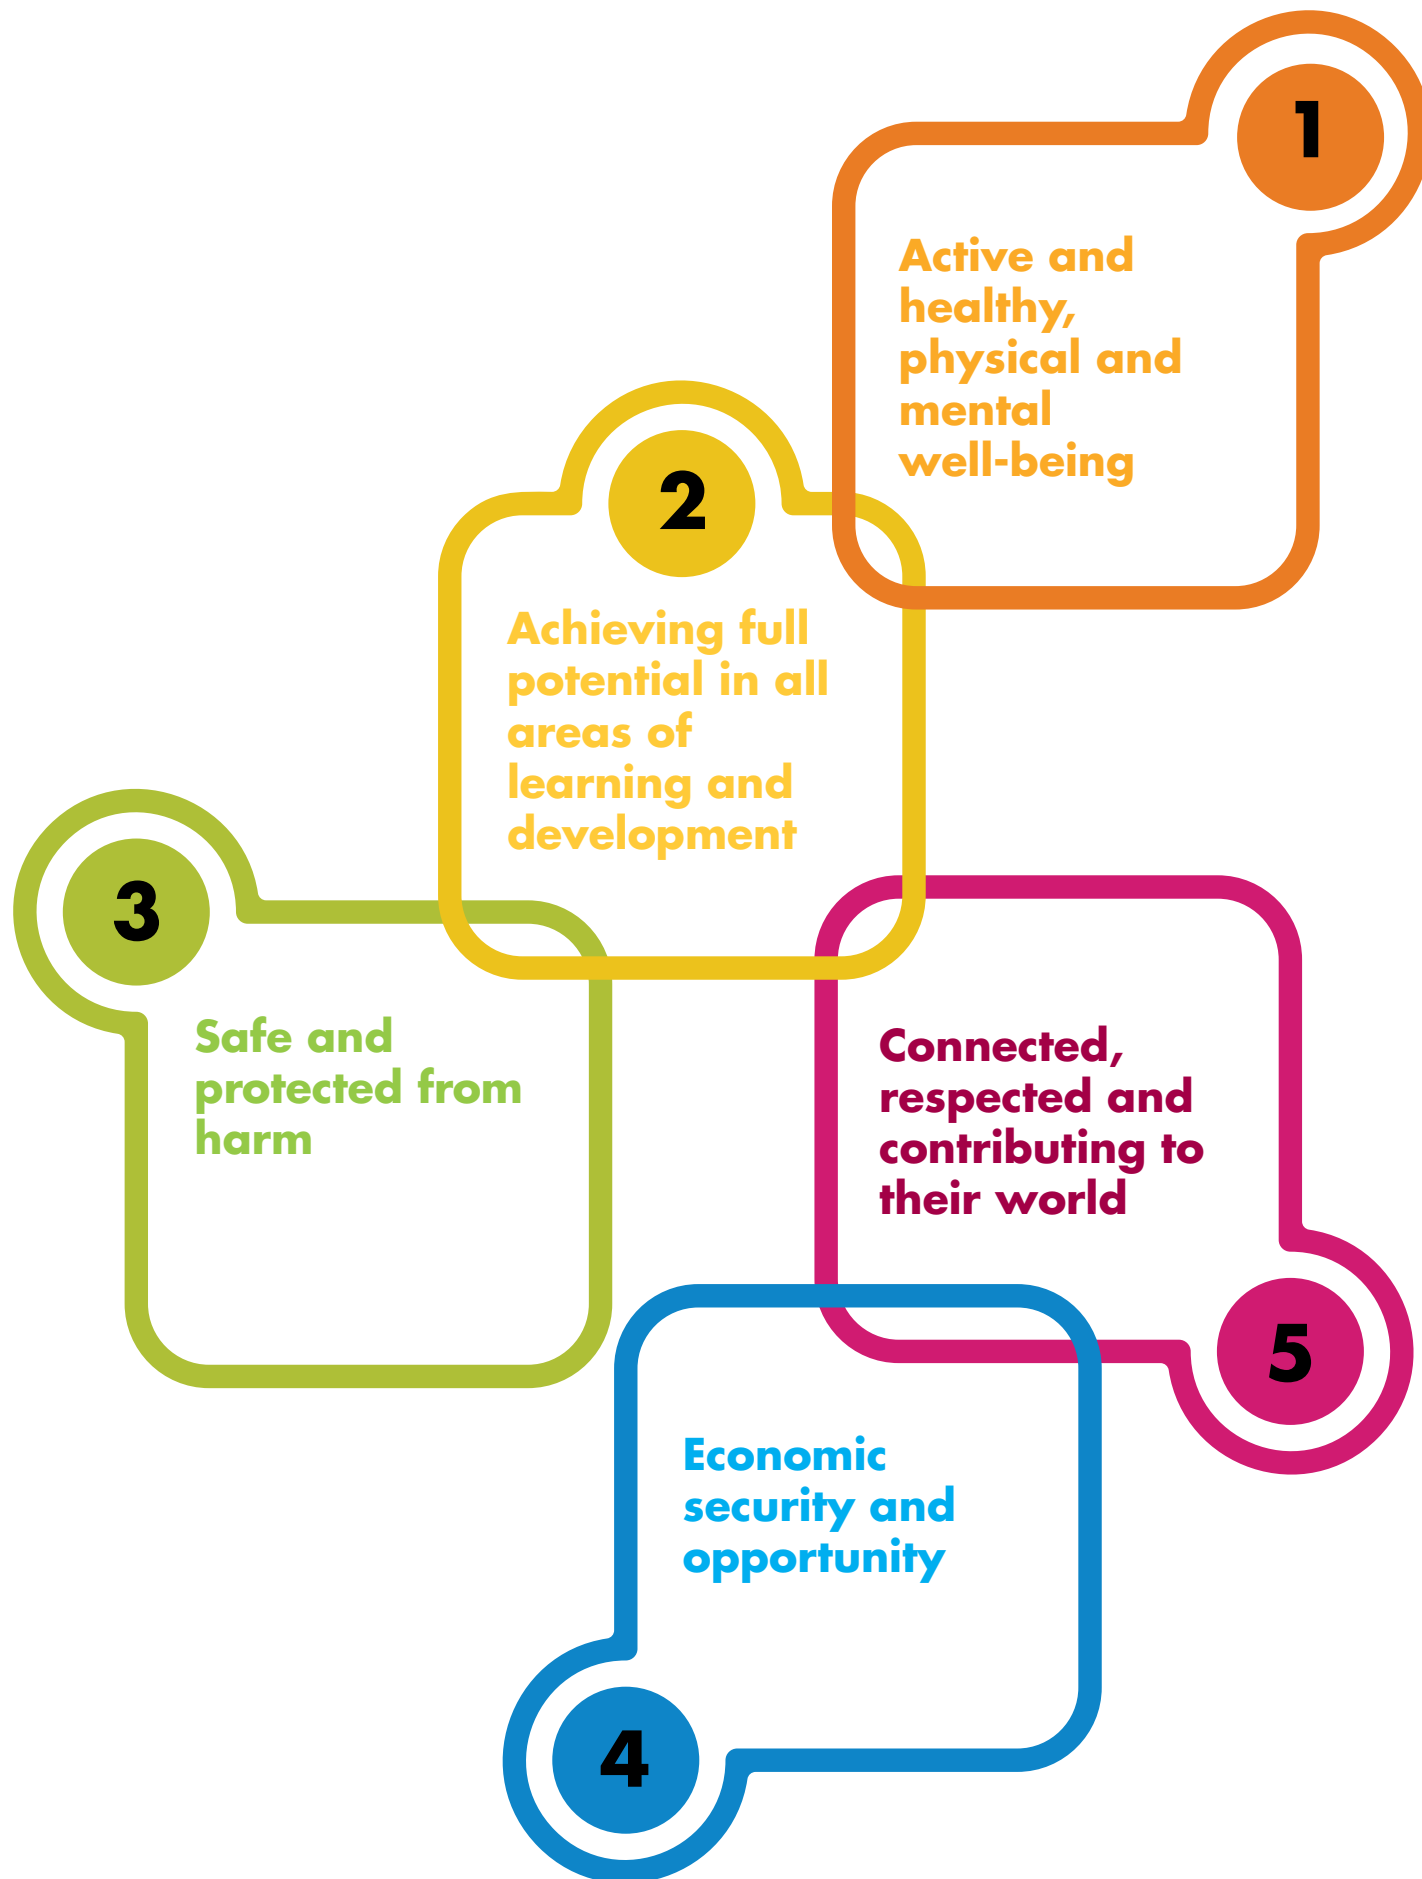 1
Active and
healthy,
physical and
mental
well-being
2
Achieving full
potential in all
areas of
learning and
development
3
Safe and
protected from
harm
Connected,
respected and
contributing to
their world
5
Economic
security and
opportunity
4